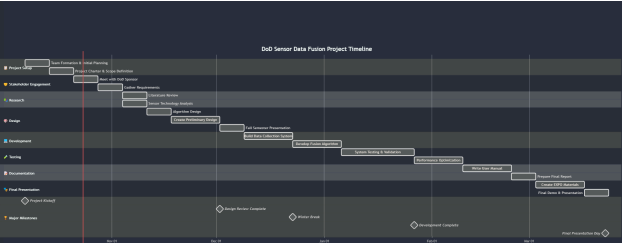 DoD Sensor Data Fusion Project Timeline
Project Setup
Team Formation & Initial Planning
Project Charter & Scope Definition
Stakeholder Engagement
Meet with DoD Sponsor
Gather Requirements
Research
Literature Review
Sensor Technology Analysis
Design
Algorithm Design
Create Preliminary Design
Fall Semester Presentation
Development
Build Data Collection System
Develop Fusion Algorithm
Testing
System Testing & Validation
Performance Optimization
Documentation
Write User Manual
Prepare Final Report
Final Presentation
Create EXPO Materials
Final Demo & Presentation
Major Milestones
Project Kickoff
Design Review Complete
Winter Break
Development Complete
Final Presentation Day